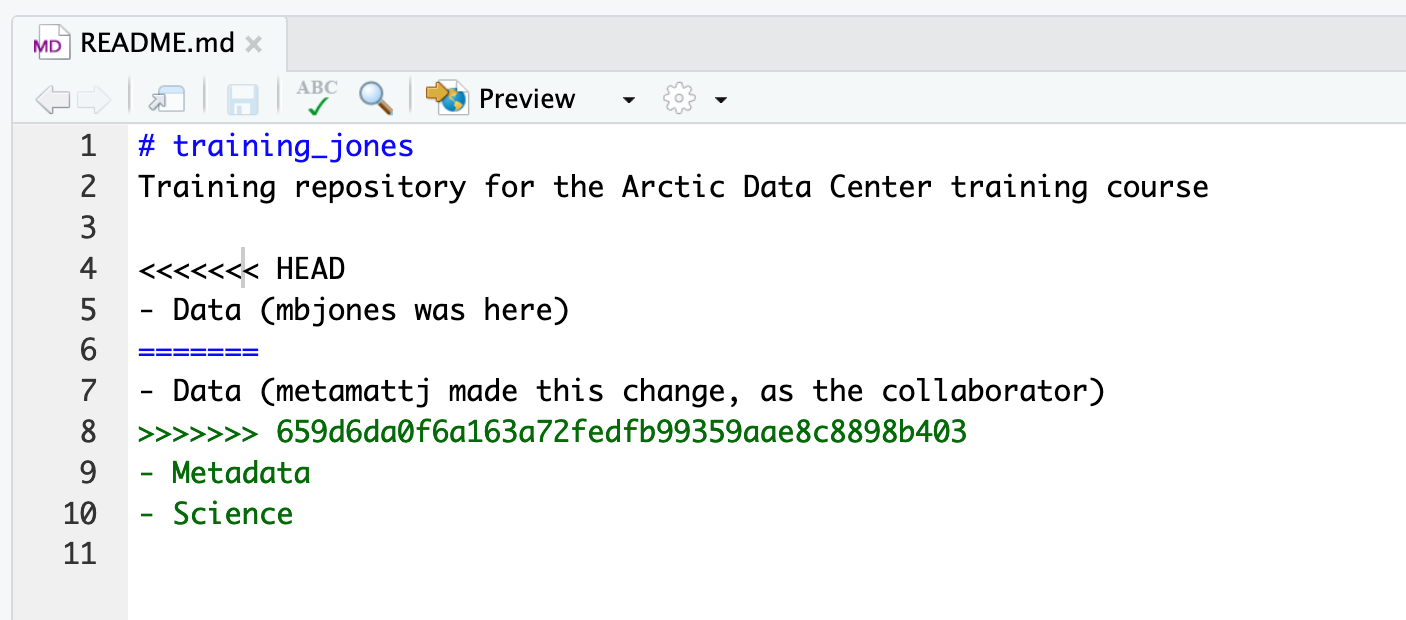 MD README.md
ABC Preview
1 # training_jones
2 Training repository for the Arctic Data Center training course
3
4 <<<<<<< HEAD
5 - Data (mbjones was here)
6 =======
7 - Data (metamattj made this change, as the collaborator)
8 >>>>>>> 659d6da0f6a163a72fedfb99359aae8c8898b403
9 - Metadata
10 - Science
11